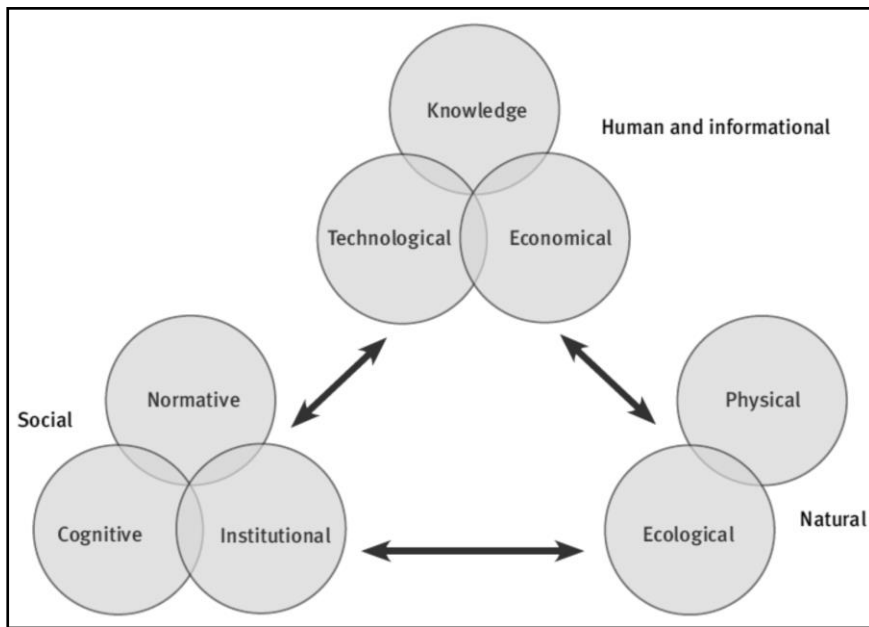 Knowledge
Human and informational
Technological
Economical
Normative
Social
Cognitive
Institutional
Physical
Ecological
Natural